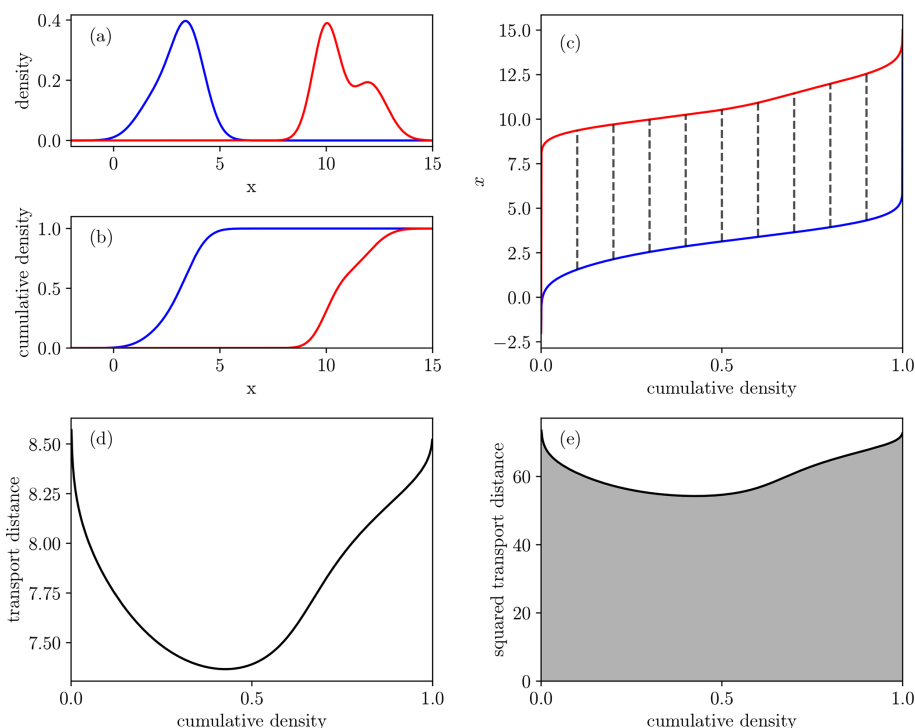 (a)
density
0.4
0.2
0.0
0 5 10 15
x
(b)
cumulative density
1.0
0.5
0.0
0 5 10 15
x
(c)
x
15.0
12.5
10.0
7.5
5.0
2.5
0.0
−2.5
0.0 0.5 1.0
cumulative density
(d)
transport distance
8.50
8.25
8.00
7.75
7.50
0.0 0.5 1.0
cumulative density
(e)
squared transport distance
60
40
20
0
0.0 0.5 1.0
cumulative density